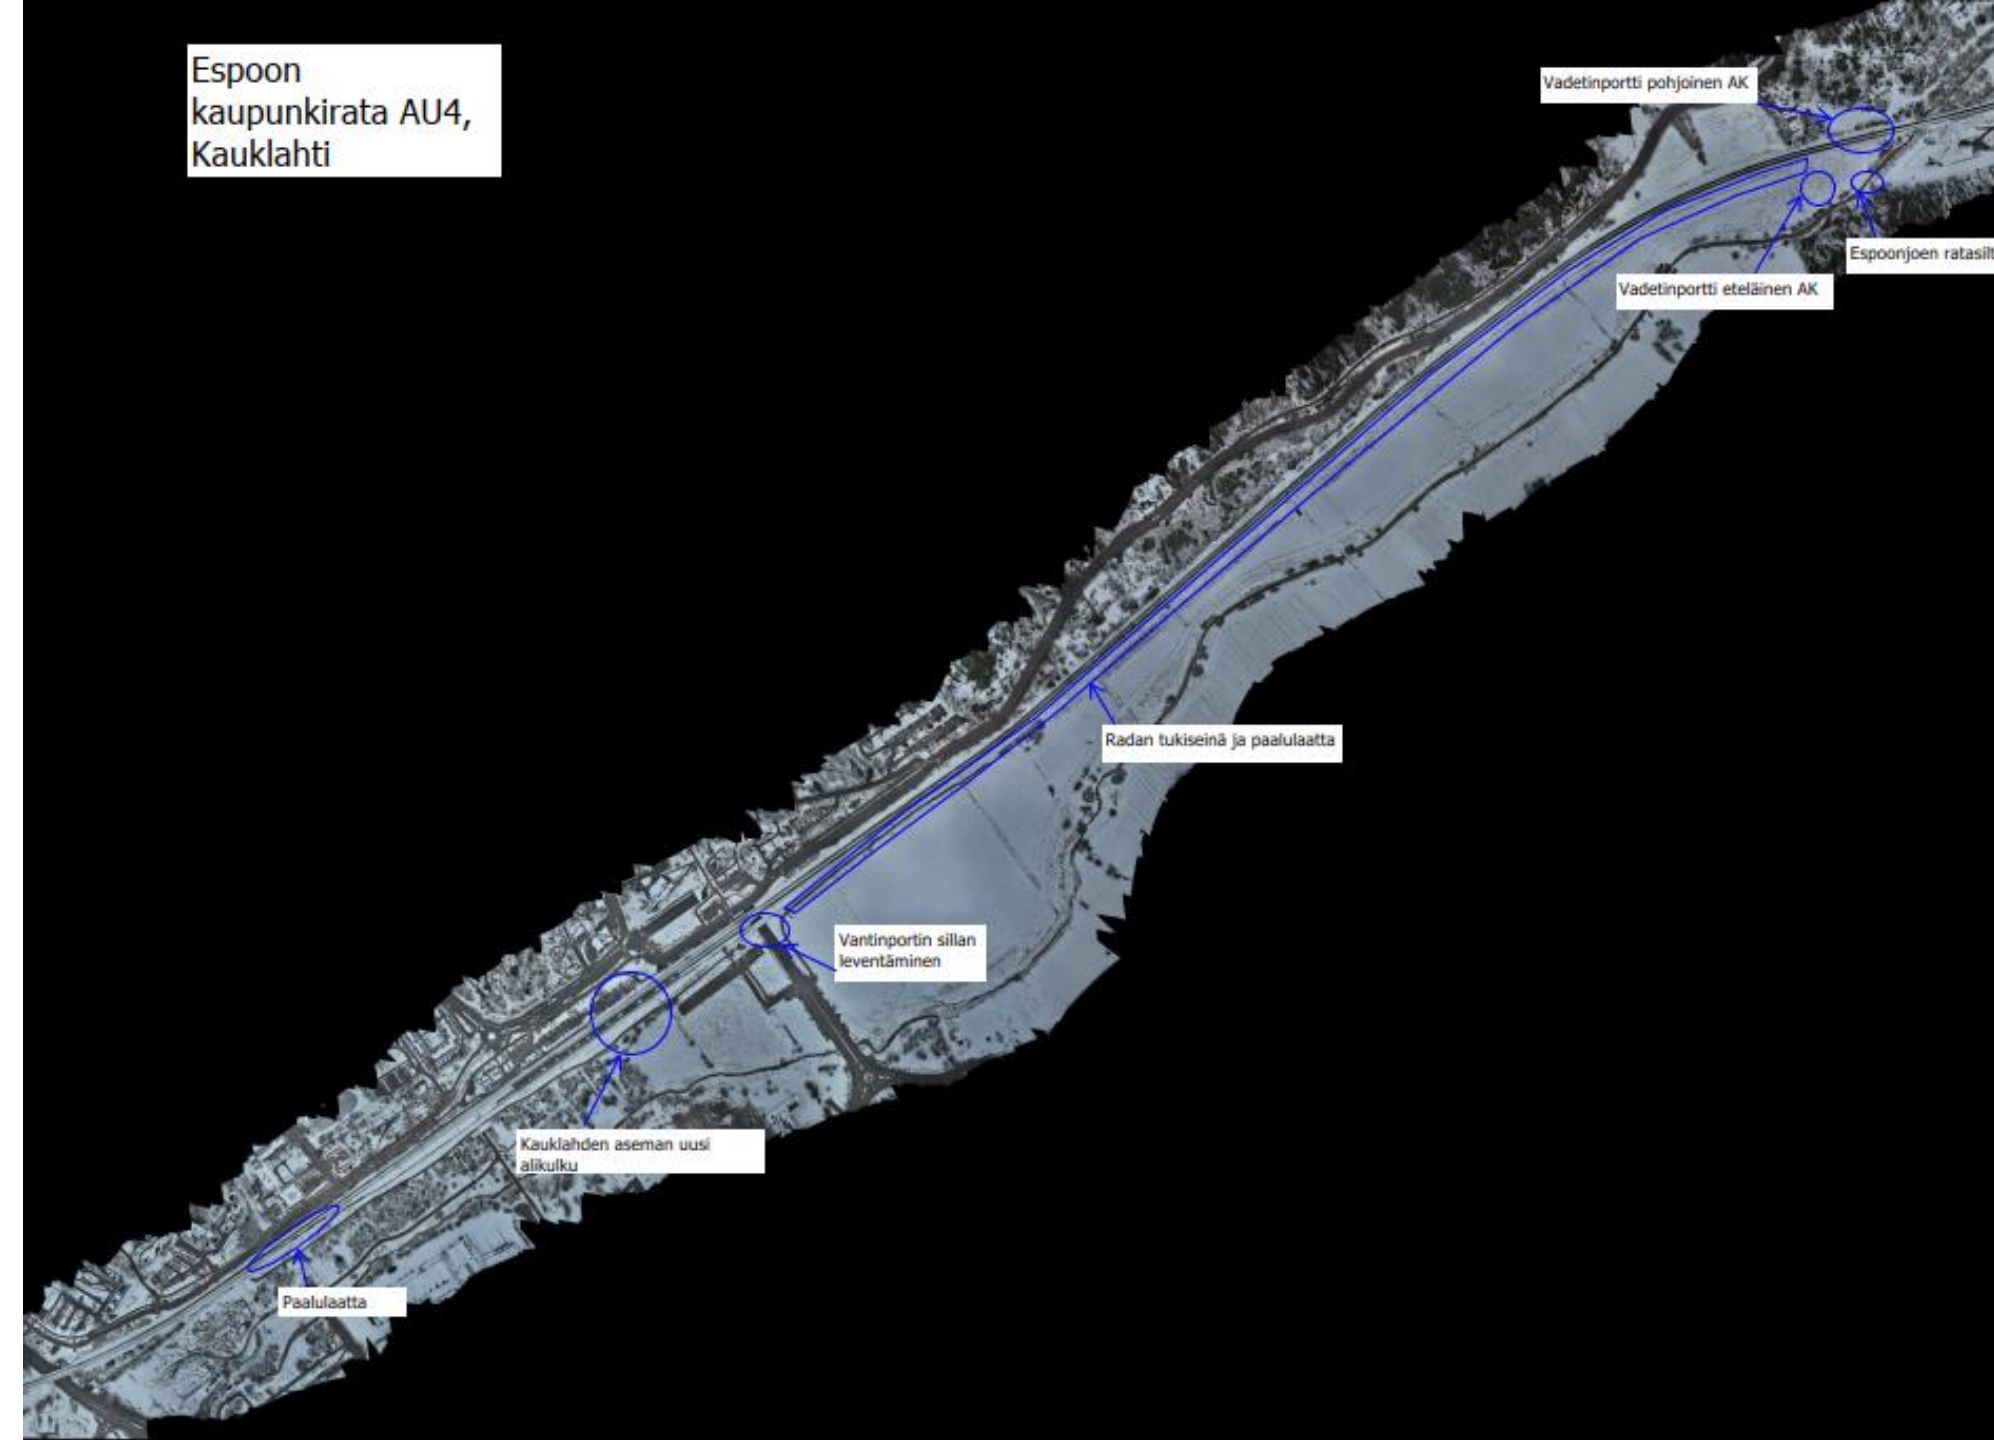 Espoon
kaupunkirata AU4,
Kauklahti
Vadetinportti pohjoinen AK
Espoonjoen
Vadetinportti eteläinen AK
Radan tukiseinä ja paalulaatta
Vantinportin sillan
leventäminen
Kauklahden aseman uusi
alikulku
Paalulaatta